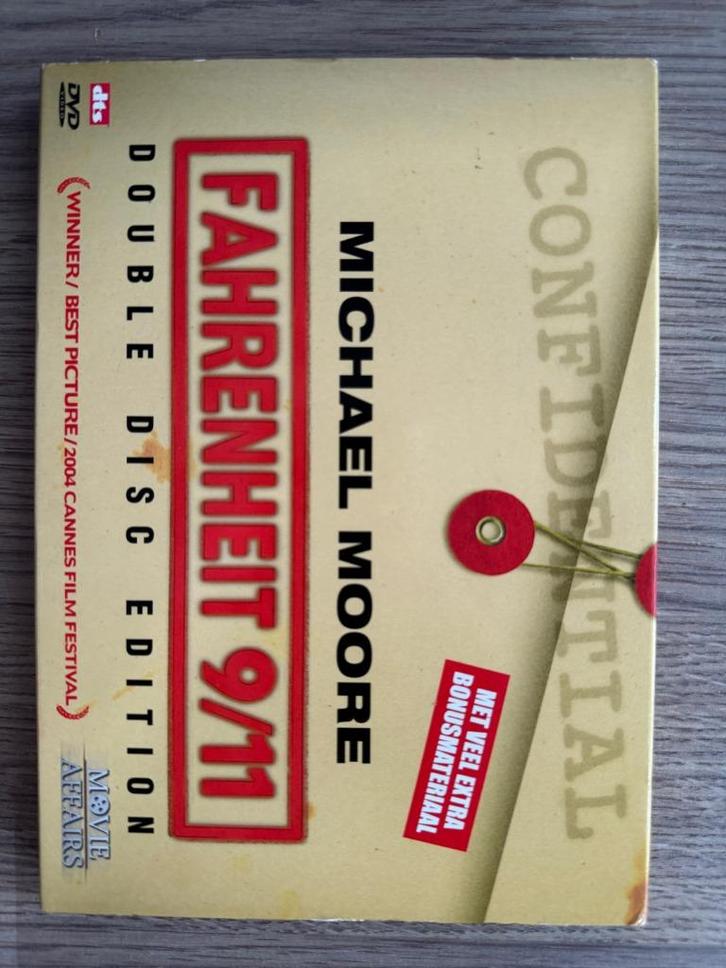 CONFIDENTIAL
MET VEEL EXTRA
BONUSMATERIAAL
MICHAEL MOORE
FAHRENHEIT 9/11
DOUBLE DISC EDITION
dts
DVD
VIDEO
WINNER / BEST PICTURE / 2004 CANNES FILM FESTIVAL
MOVIE
AFFAIRS